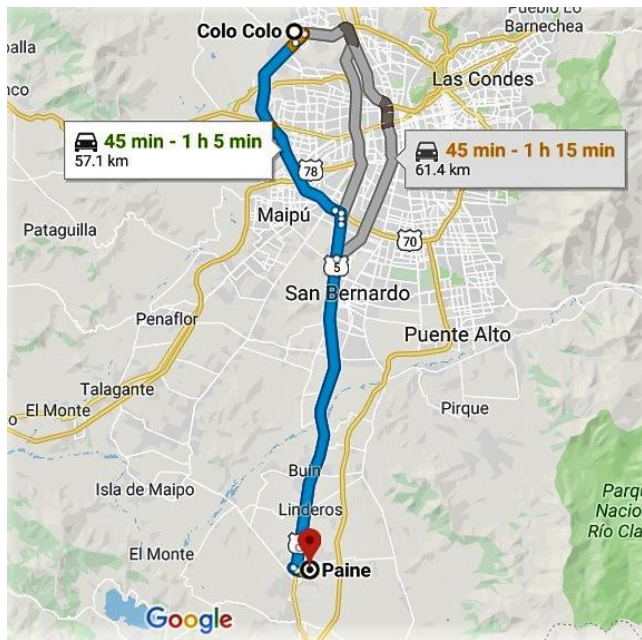 Pueblo Lo
Barnechea
Colo Colo
Las Condes
45 min - 1 h 5 min
57.1 km
45 min - 1 h 15 min
61.4 km
78
Maipú
Pataguilla
70
5
San Bernardo
Penaflor
Puente Alto
Talagante
El Monte
Pirque
Buin
Isla de Maipo
Linderos
Parq
Nacio
Río Cla
El Monte
Paine
Google